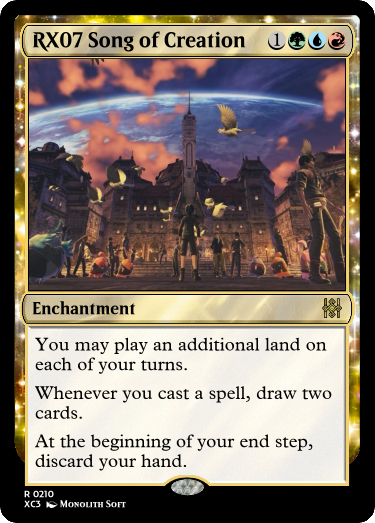 RX07 Song of Creation 1
Enchantment
You may play an additional land on
each of your turns.
Whenever you cast a spell, draw two
cards.
At the beginning of your end step,
discard your hand.
R 0210
XC3 Monolith Soft